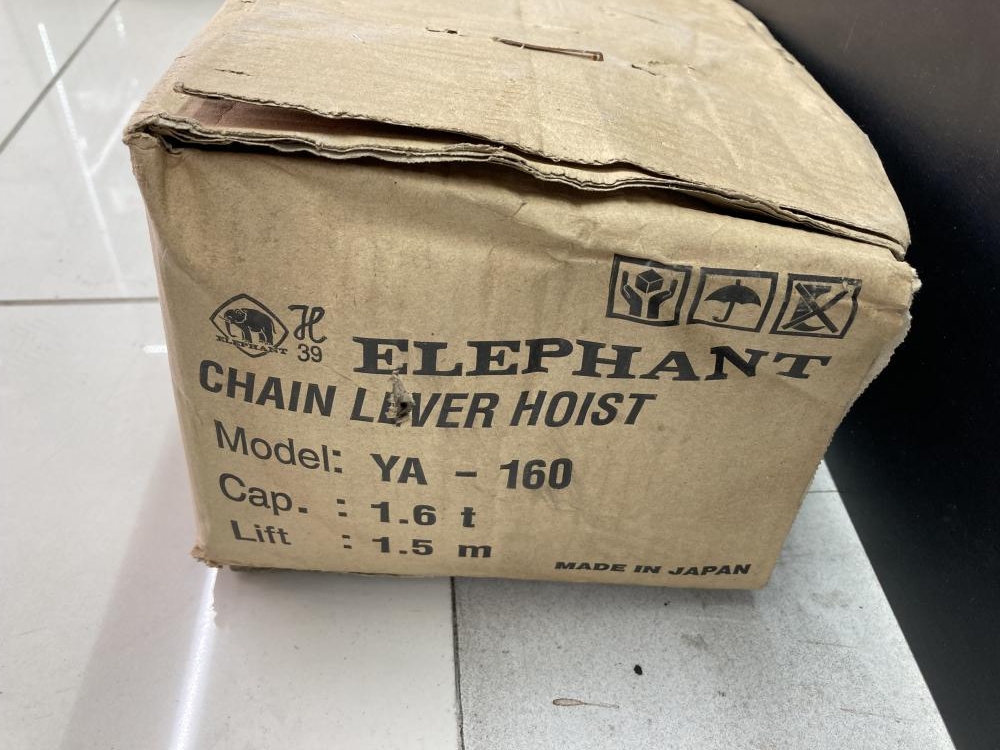 ELEPHANT
39
ELEPHANT
CHAIN LEVER HOIST
Model: YA - 160
Cap. : 1.6 t
Lift : 1.5 m
MADE IN JAPAN